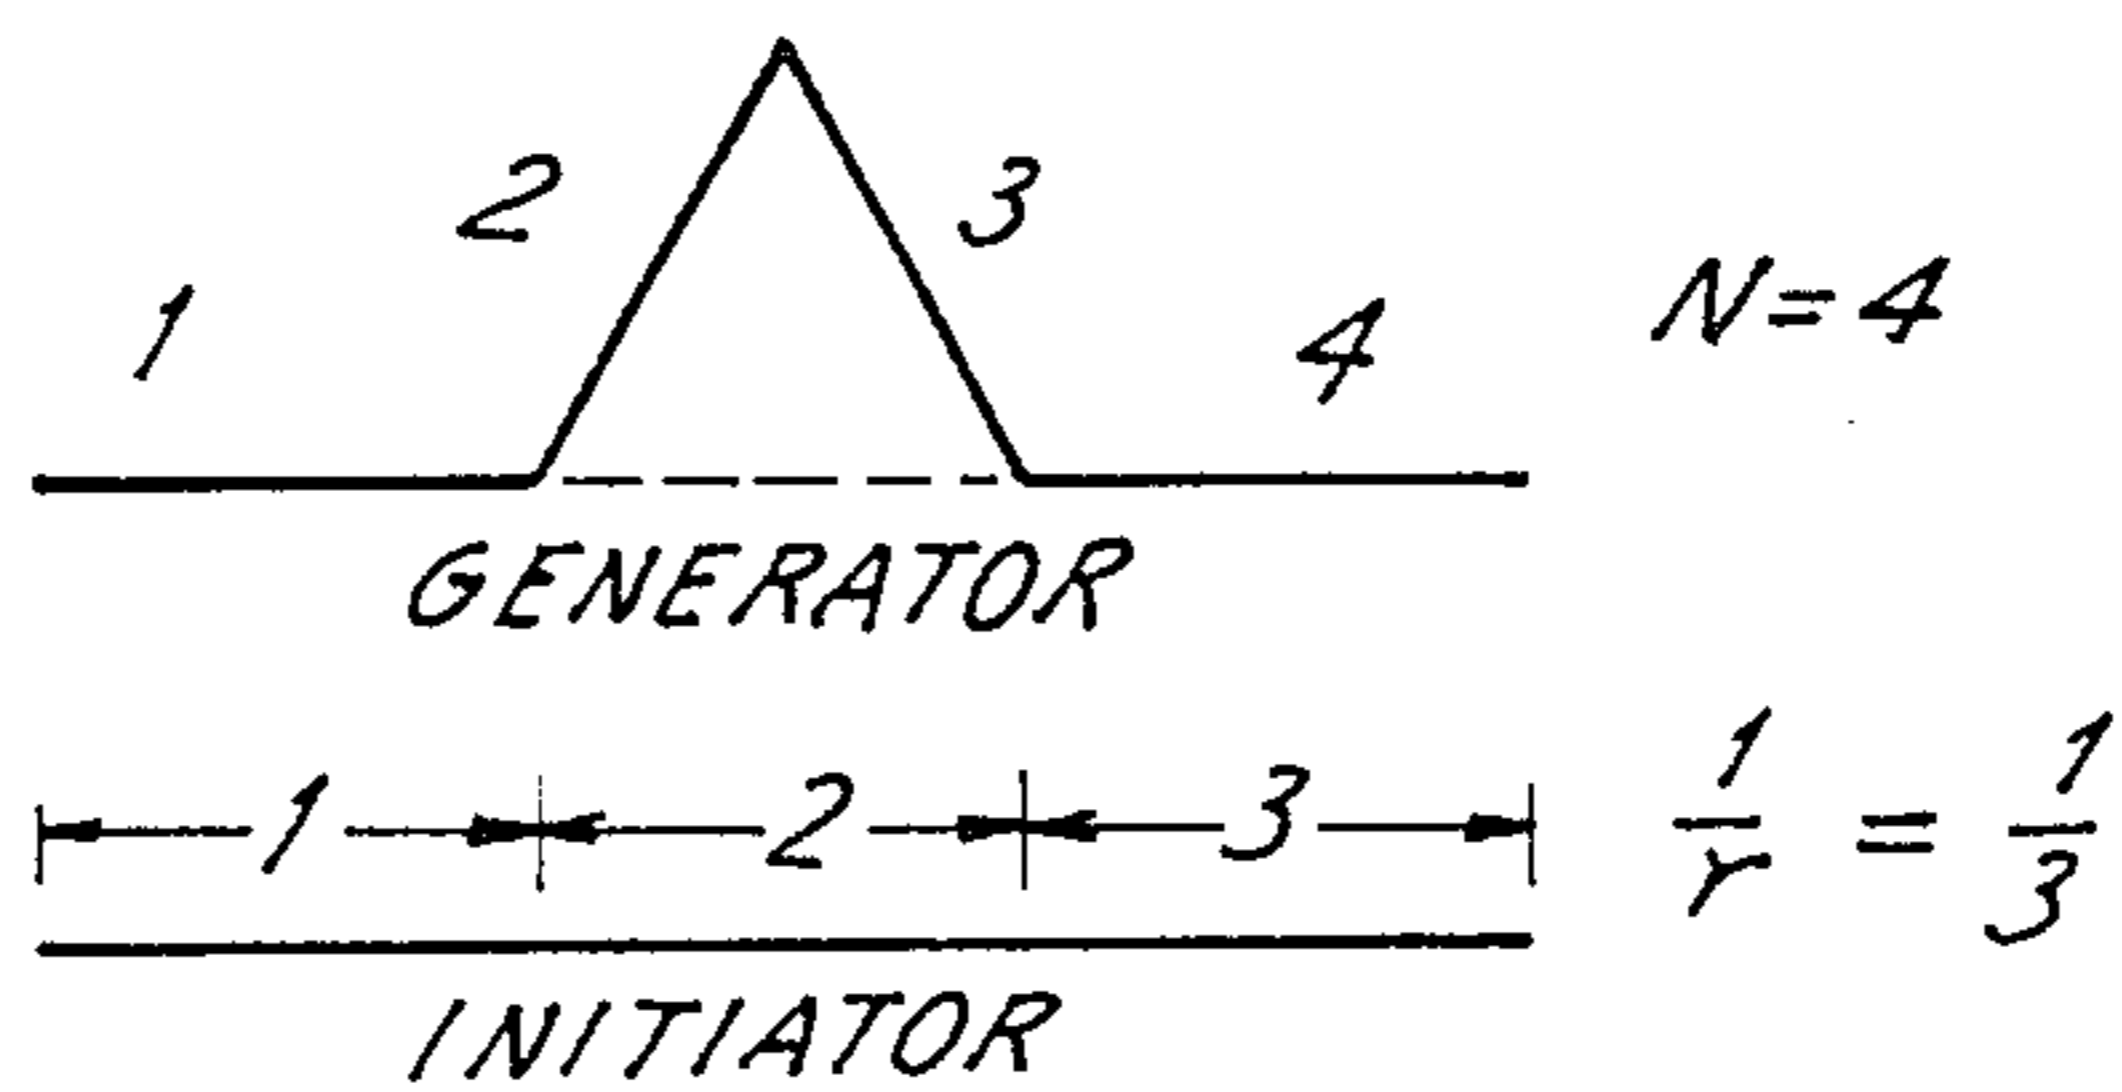 1 2 3 4 N=4
GENERATOR
1 2 3 1/r = 1/3
INITIATOR